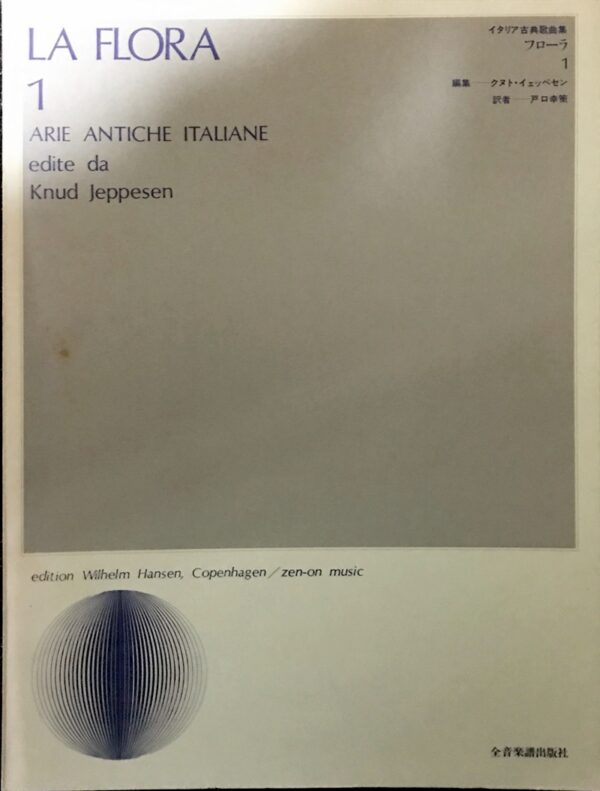 LA FLORA
1
ARIE ANTICHE ITALIANE
edite da
Knud Jeppesen
イタリア古典歌曲集
フローラ
1
編集——クヌト・イェッペセン
訳者——戸口幸策
edition Wilhelm Hansen, Copenhagen／zen-on music
全音楽譜出版社